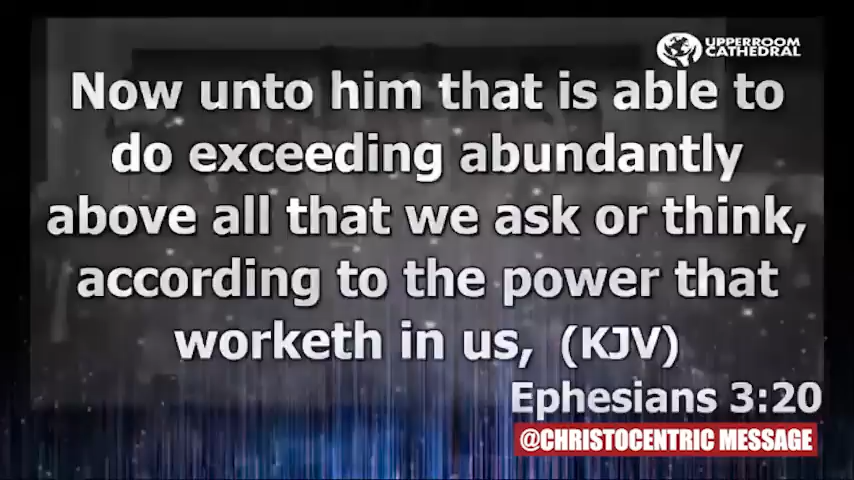 UPPERROOM
CATHEDRAL
Now unto him that is able to
do exceeding abundantly
above all that we ask or think,
according to the power that
worketh in us, (KJV)
Ephesians 3:20
@CHRISTOCENTRIC MESSAGE